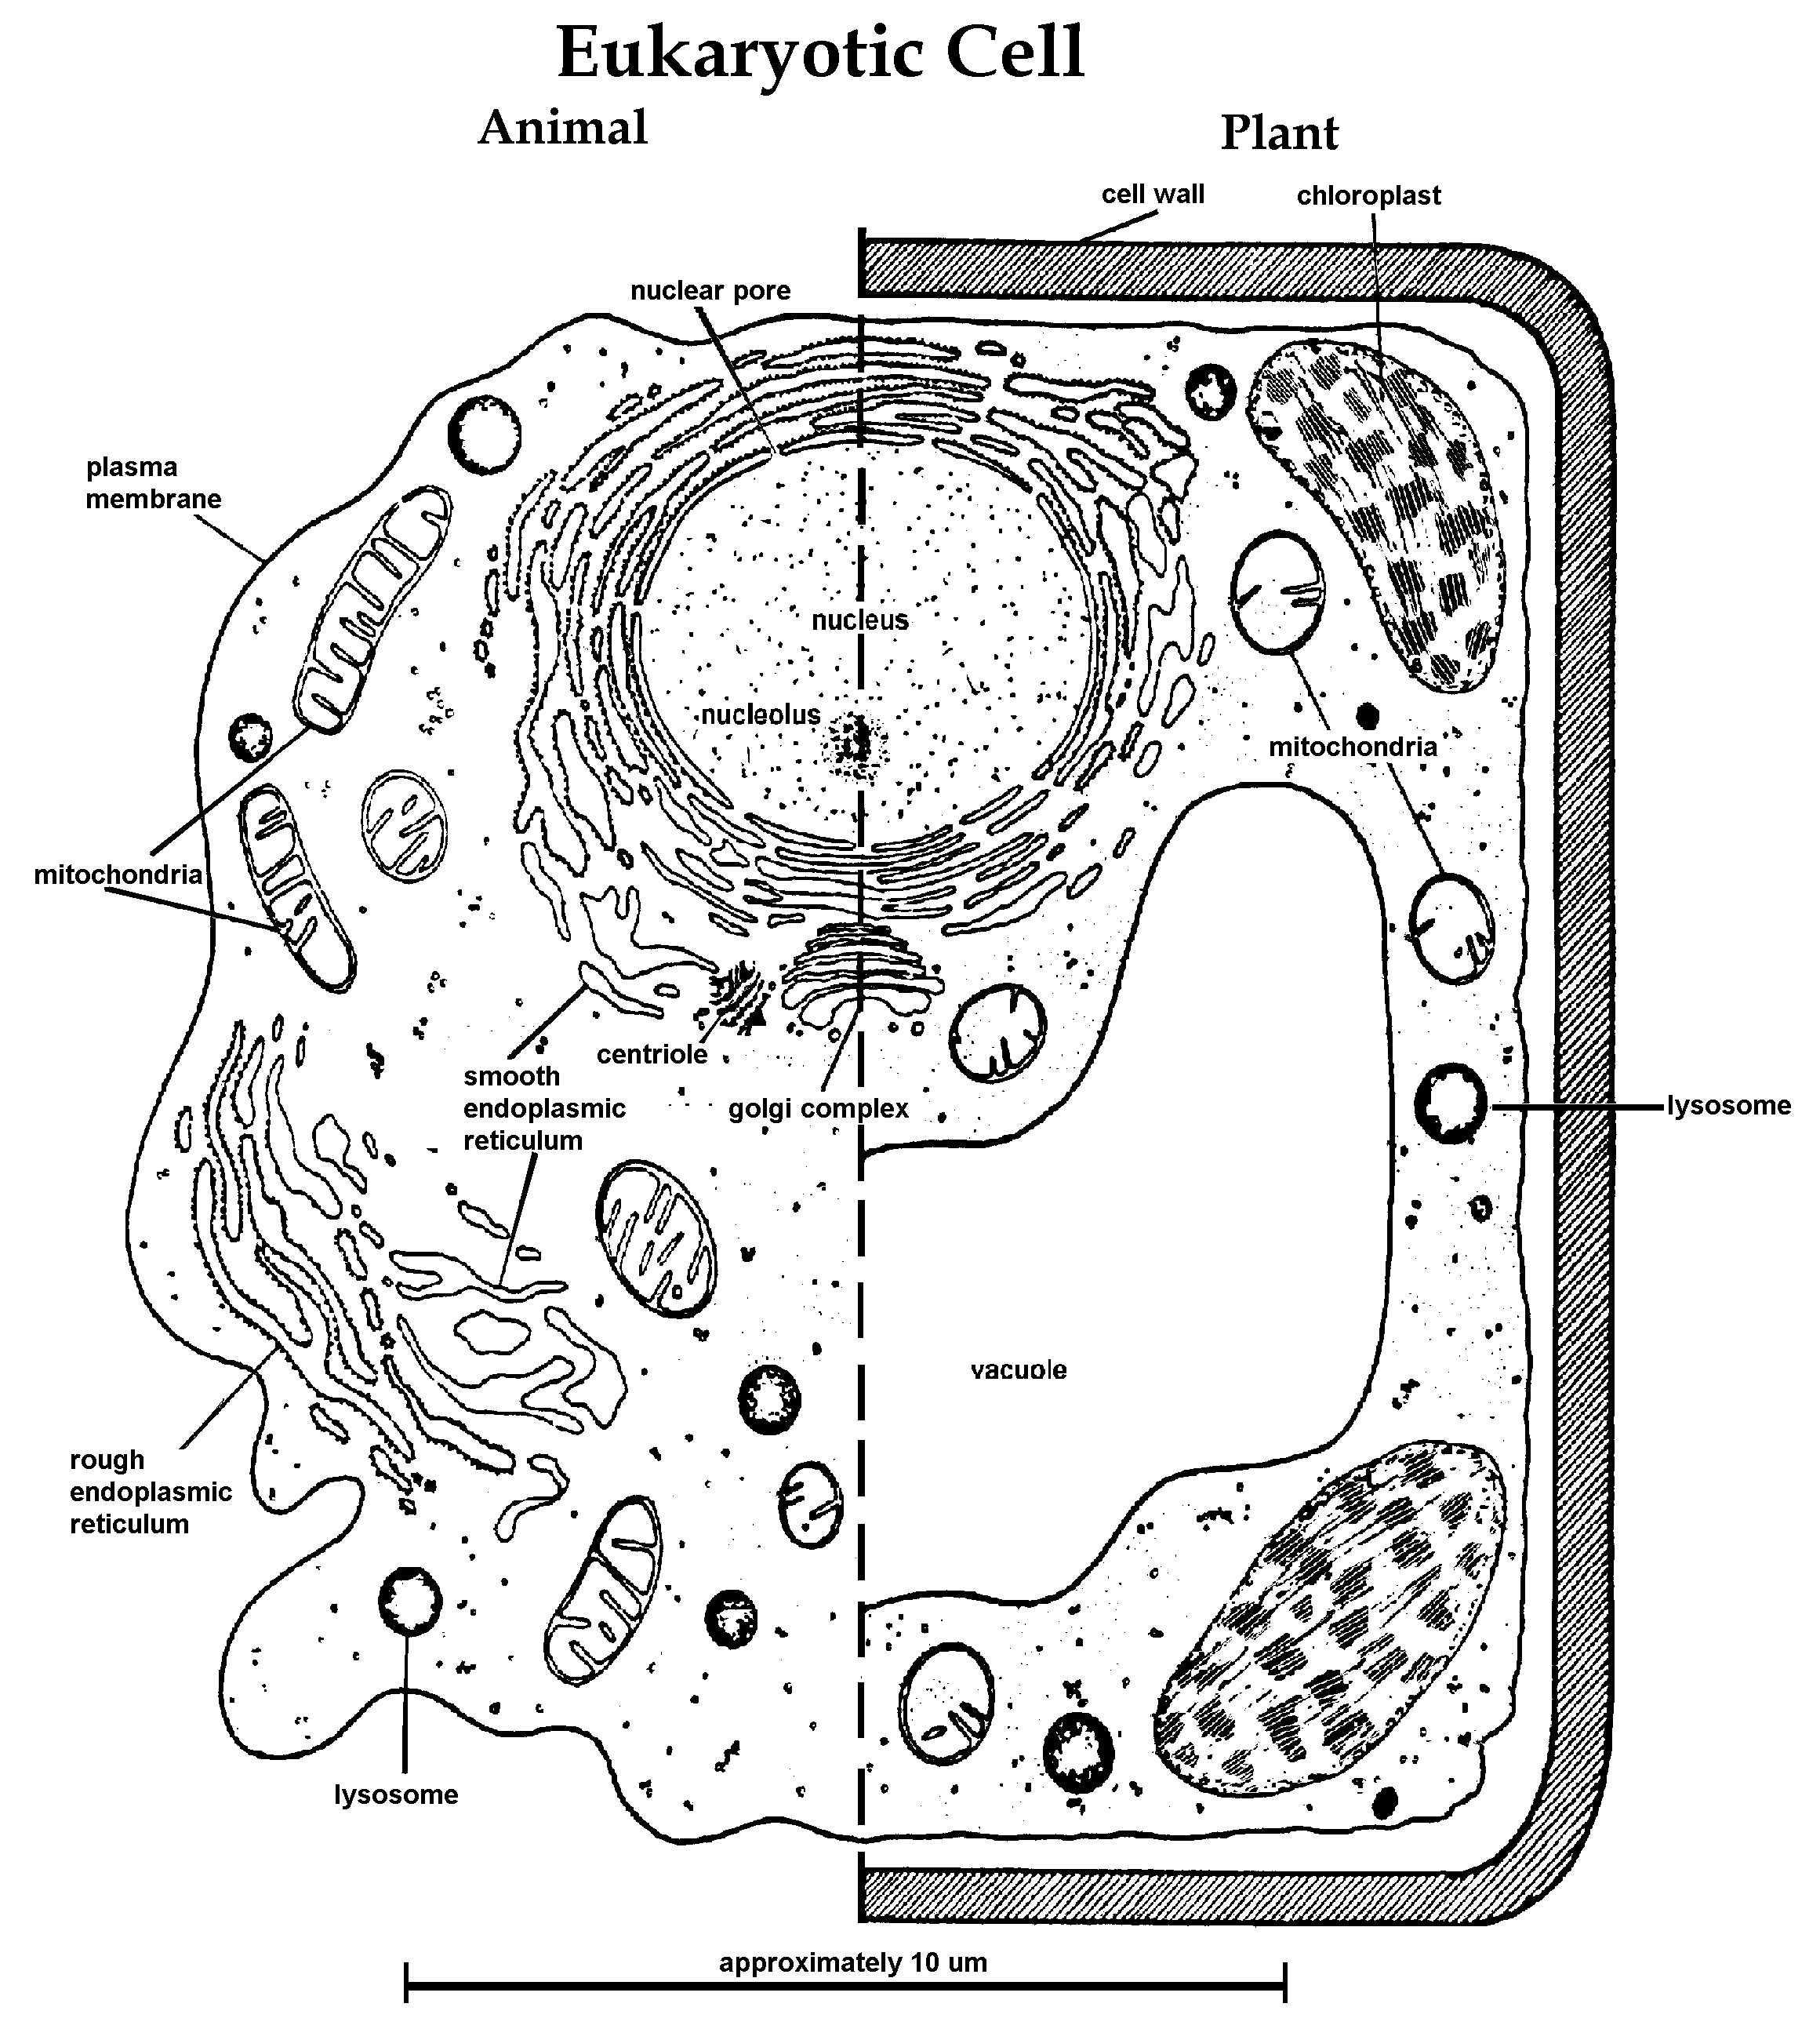 Eukaryotic Cell
Animal
Plant
cell wall
chloroplast
nuclear pore
plasma
membrane
nucleus
nucleolus
mitochondria
mitochondria
centriole
smooth
endoplasmic
reticulum
golgi complex
lysosome
vacuole
rough
endoplasmic
reticulum
lysosome
approximately 10 um